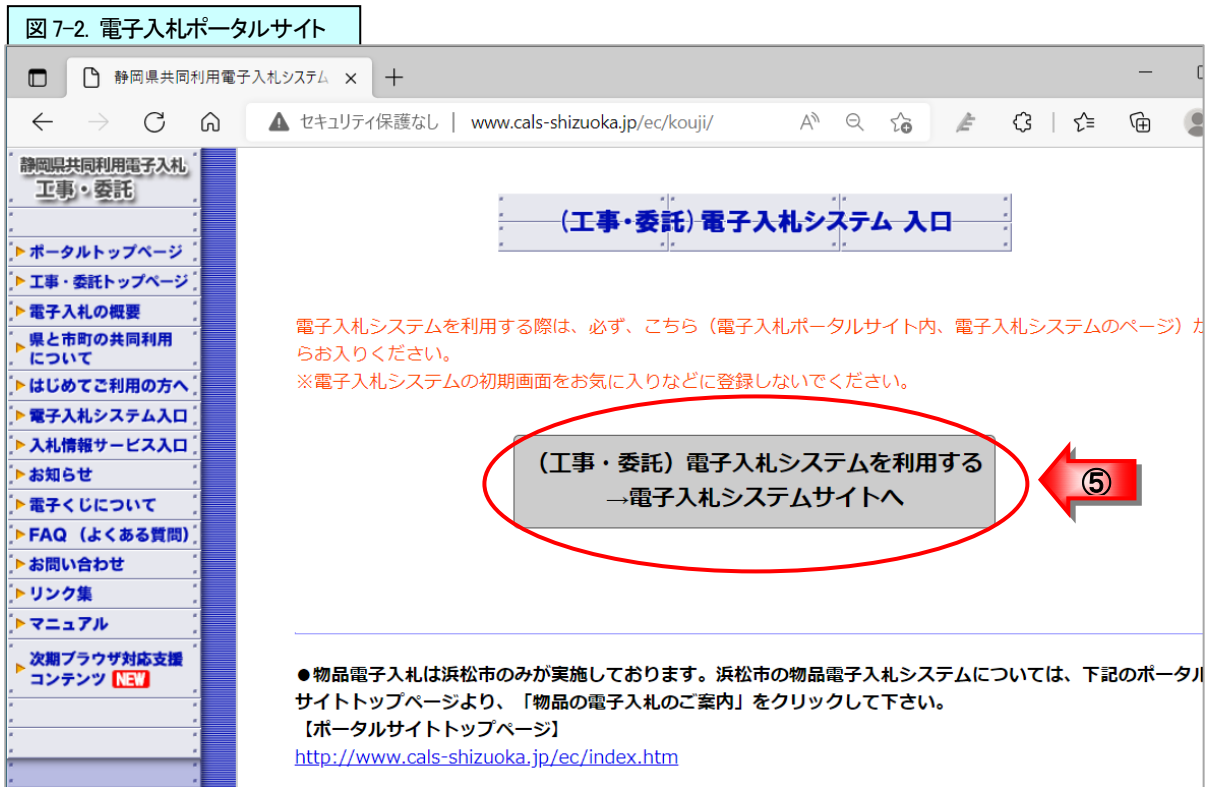 図 7-2. 電子入札ポータルサイト
静岡県共同利用電子入札システム
セキュリティ保護なし | www.cals-shizuoka.jp/ec/kouji/
静岡県共同利用電子入札
工事・委託
ポータルトップページ
工事・委託トップページ
電子入札の概要
県と市町の共同利用
について
はじめてご利用の方へ
電子入札システム入口
入札情報サービス入口
お知らせ
電子くじについて
FAQ（よくある質問）
お問い合わせ
リンク集
マニュアル
次期ブラウザ対応支援
コンテンツ NEW
(工事・委託) 電子入札システム 入口
電子入札システムを利用する際は、必ず、こちら（電子入札ポータルサイト内、電子入札システムのページ）か
らお入りください。
※電子入札システムの初期画面をお気に入りなどに登録しないでください。
（工事・委託）電子入札システムを利用する
→電子入札システムサイトへ
⑤
●物品電子入札は浜松市のみが実施しております。浜松市の物品電子入札システムについては、下記のポータル
サイトトップページより、「物品の電子入札のご案内」をクリックして下さい。
【ポータルサイトトップページ】
http://www.cals-shizuoka.jp/ec/index.htm